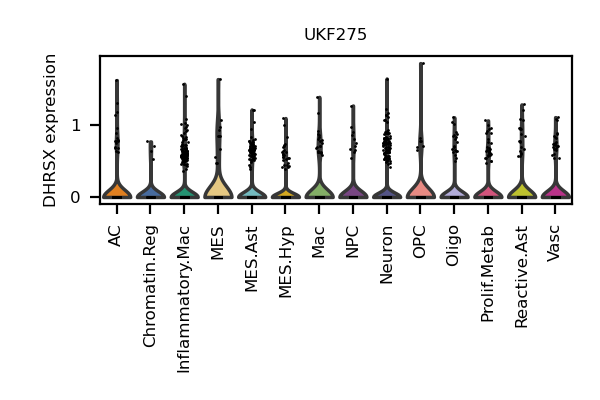 UKF275
DHRSX expression
1
0
AC
Chromatin.Reg
Inflammatory.Mac
MES
MES.Ast
MES.Hyp
Mac
NPC
Neuron
OPC
Oligo
Prolif.Metab
Reactive.Ast
Vasc